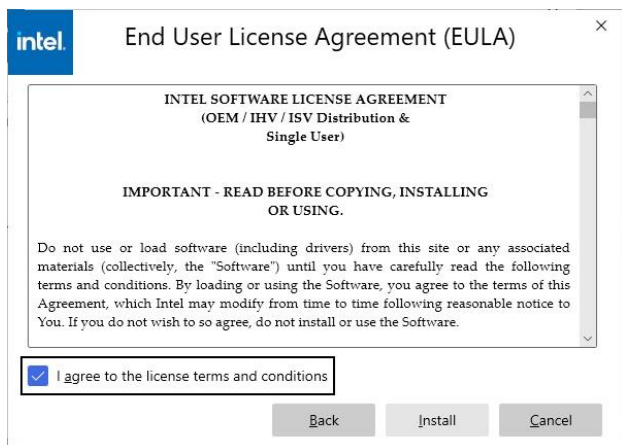 intel.
End User License Agreement (EULA)
INTEL SOFTWARE LICENSE AGREEMENT
(OEM / IHV / ISV Distribution &
Single User)
IMPORTANT - READ BEFORE COPYING, INSTALLING
OR USING.
Do not use or load software (including drivers) from this site or any associated
materials (collectively, the "Software") until you have carefully read the following
terms and conditions. By loading or using the Software, you agree to the terms of this
Agreement, which Intel may modify from time to time following reasonable notice to
You. If you do not wish to so agree, do not install or use the Software.
I agree to the license terms and conditions
Back Install Cancel